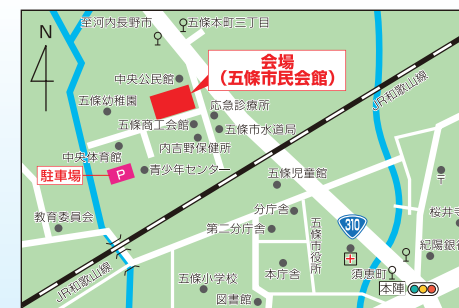 至河内長野市
五條本町三丁目
N
会場
(五條市民会館)
中央公民館
五條幼稚園
応急診療所
JR和歌山線
五條商工会館
五條市水道局
内吉野保健所
中央体育館
駐車場
P
青少年センター
五條児童館
〒
教育委員会
分庁舎
第二分庁舎
五條市役所
310
桜井寺
紀陽銀行
JR和歌山線
五條小学校
本庁舎
須恵町
本陣
図書館